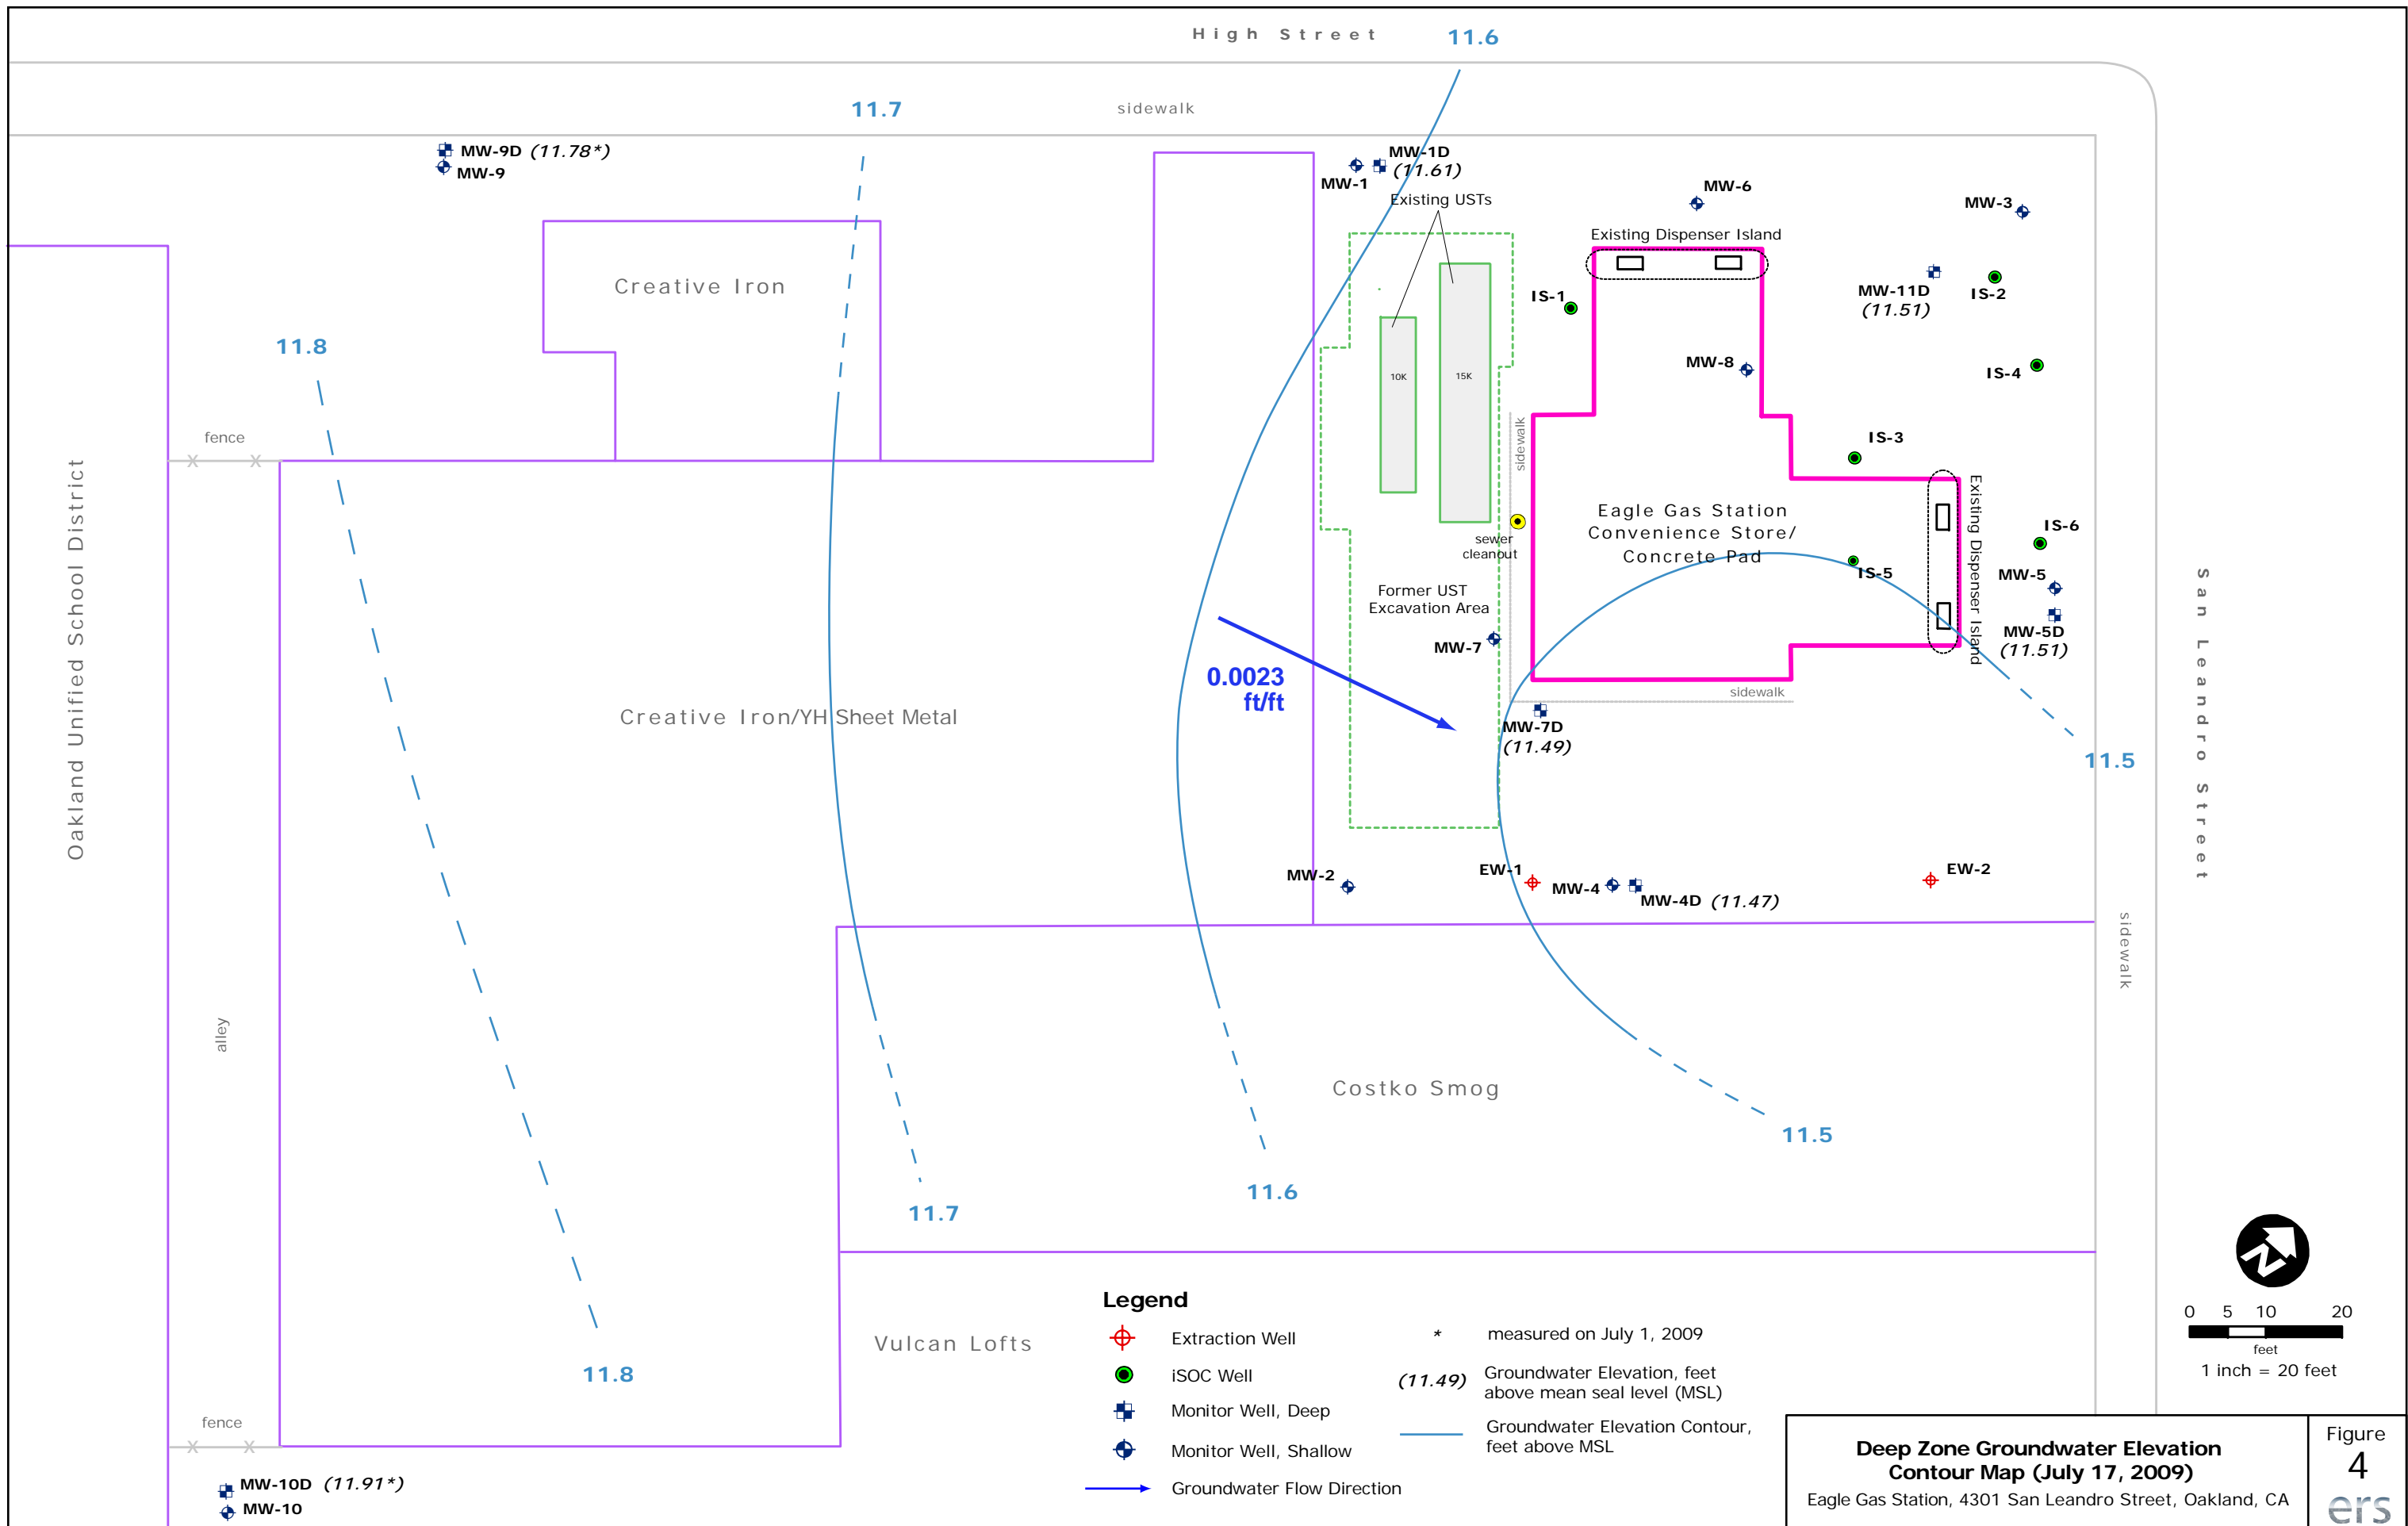 High Street
11.6
11.7
sidewalk
MW-9D (11.78*)
MW-9
MW-1D
(11.61)
MW-1
Existing USTs
MW-6
MW-3
Existing Dispenser Island
Creative Iron
IS-1
MW-11D
(11.51)
IS-2
11.8
10K
15K
MW-8
IS-4
fence
X X
sidewalk
IS-3
Oakland Unified School District
Eagle Gas Station
Convenience Store/
Concrete Pad
Existing Dispenser Island
sewer
cleanout
IS-6
IS-5
MW-5
MW-5D
(11.51)
San Leandro Street
Former UST
Excavation Area
MW-7
0.0023
ft/ft
sidewalk
Creative Iron/YH Sheet Metal
MW-7D
(11.49)
11.5
MW-2
EW-1
MW-4
MW-4D (11.47)
EW-2
sidewalk
alley
Costko Smog
11.5
11.6
11.7
11.8
Vulcan Lofts
fence
X X
MW-10D (11.91*)
MW-10
Legend
Extraction Well
iSOC Well
Monitor Well, Deep
Monitor Well, Shallow
Groundwater Flow Direction
* measured on July 1, 2009
(11.49) Groundwater Elevation, feet
above mean seal level (MSL)
Groundwater Elevation Contour,
feet above MSL
N
0 5 10 20
feet
1 inch = 20 feet
Deep Zone Groundwater Elevation
Contour Map (July 17, 2009)
Eagle Gas Station, 4301 San Leandro Street, Oakland, CA
Figure
4
ers